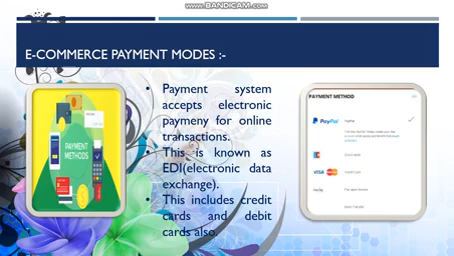 www.BANDICAM.com
E-COMMERCE PAYMENT MODES :-
• Payment system
accepts electronic
paymeny for online
transactions.
• This is known as
EDI(electronic data
exchange).
• This includes credit
cards and debit
cards also.
PAYMENT
METHODS
PAYMENT METHOD
PayPal
PayPal
VISA